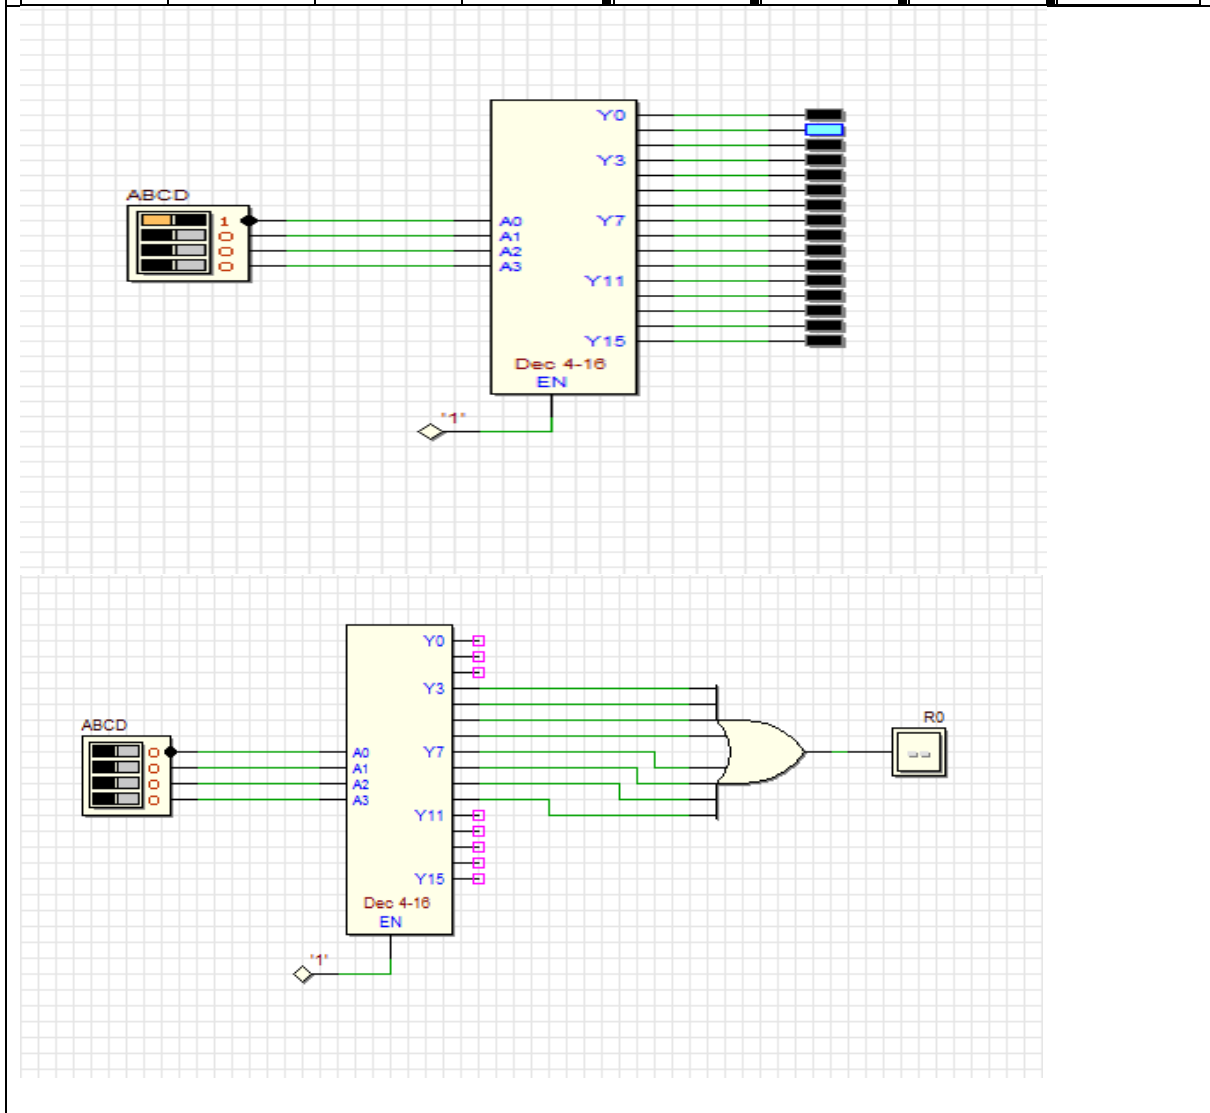 Y0
Y3
ABCD
1
0
0
0
A0
A1
A2
A3
Y7
Y11
Y15
Dec 4-16
EN
"1"
Y0
Y3
R0
ABCD
0
0
0
0
A0
A1
A2
A3
Y7
--
Y11
Y15
Dec 4-16
EN
"1"